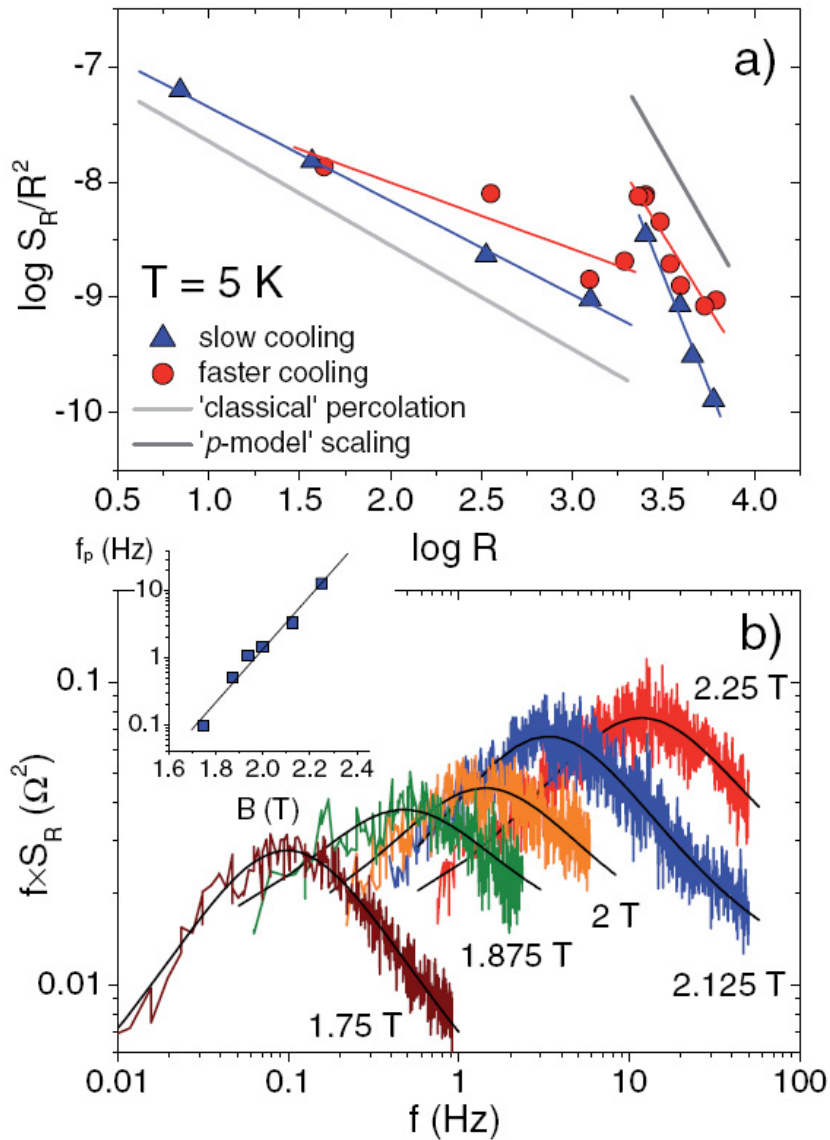 a)
-7
-8
-9
-10
log S_R/R²
T = 5 K
slow cooling
faster cooling
'classical' percolation
'p-model' scaling
0.5 1.0 1.5 2.0 2.5 3.0 3.5 4.0
log R
b)
f_p (Hz)
10
1
0.1
1.6 1.8 2.0 2.2 2.4
B (T)
0.1
0.01
f×S_R (Ω²)
2.25 T
2 T
1.875 T
2.125 T
1.75 T
0.01 0.1 1 10 100
f (Hz)